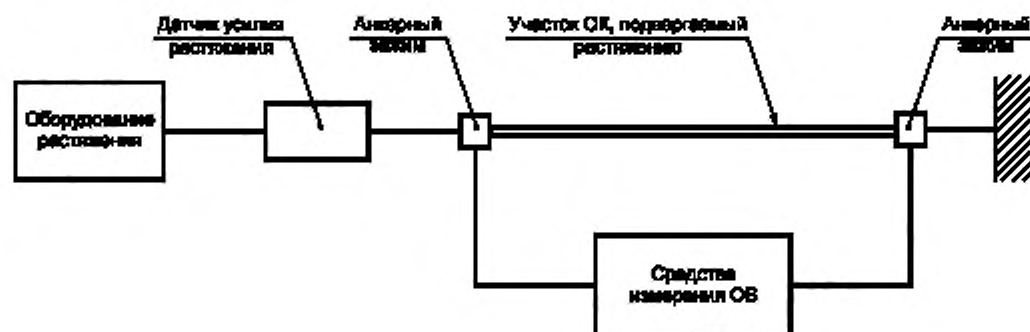 Датчик усилия
растяжения
Анкерный
зажим
Участок ОК, подвергаемый
растяжению
Анкерный
зажим
Оборудование
растяжения
Средства
измерения ОВ